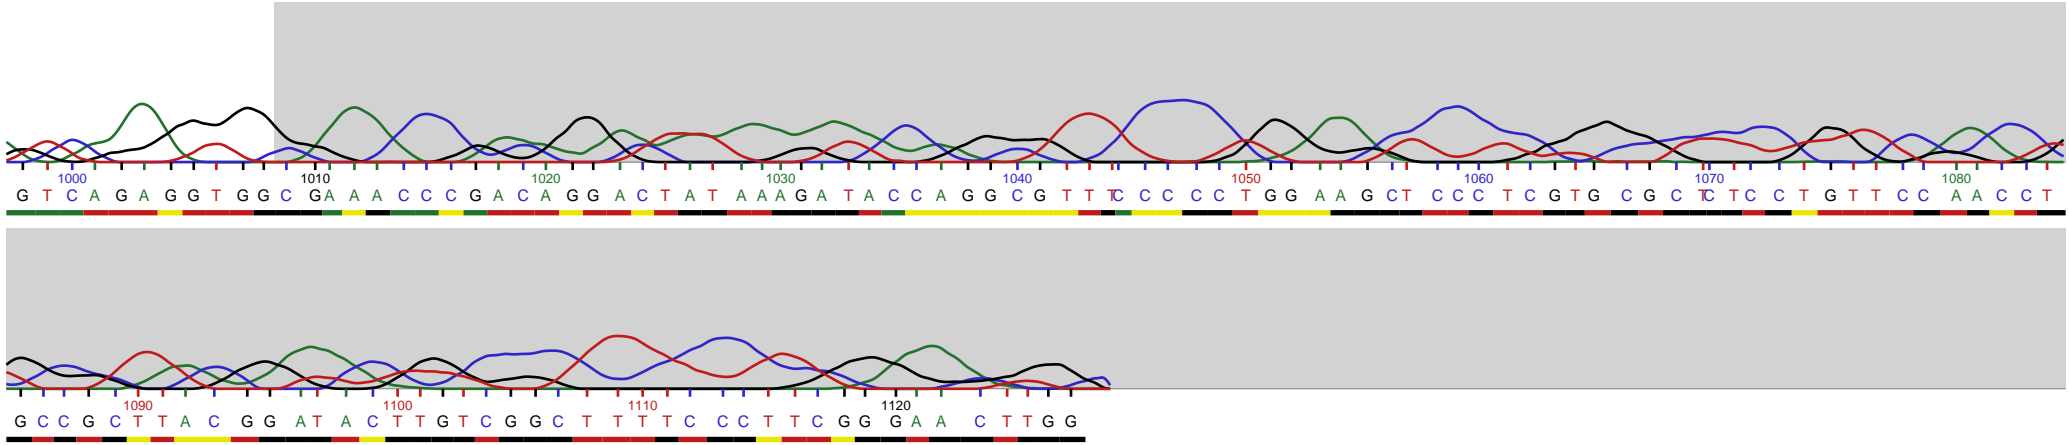 1000 1010 1020 1030 1040 1050 1060 1070 1080
G T C A G A G G T G G C G A A A C C C G A C A G G A C T A T A A A G A T A C C A G G C G T T T C C C C C T G G A A G C T C C C T C G T G C G C T C T C C T G T T C C A A C C T
1090 1100 1110 1120
G C C G C T T A C G G A T A C T T G T C G G C T T T T C C C T T C G G G A A C T T G G